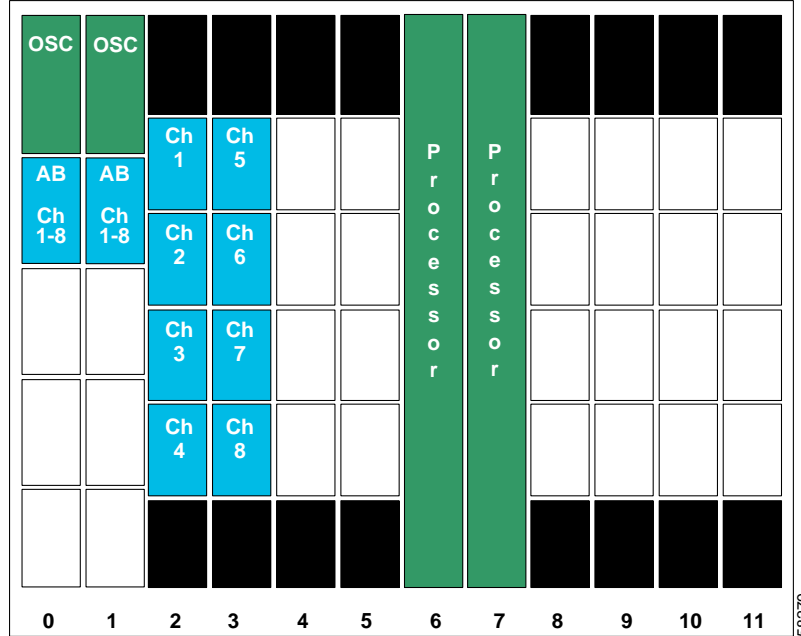 OSC OSC
Ch 1 Ch 5
AB Ch 1-8 AB Ch 1-8
Ch 2 Ch 6
Ch 3 Ch 7
Ch 4 Ch 8
Processor Processor
0 1 2 3 4 5 6 7 8 9 10 11